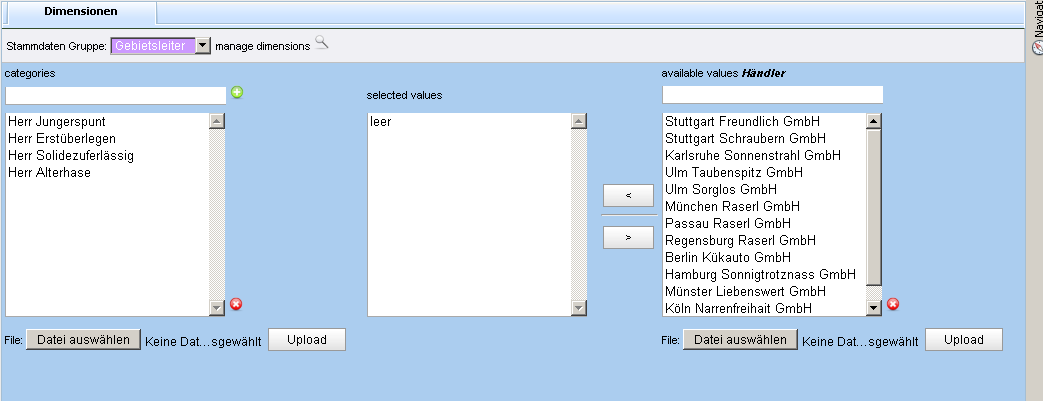 Dimensionen
Stammdaten Gruppe: Gebietsleiter manage dimensions
categories
Herr Jungerspunt
Herr Erstüberlegen
Herr Solidezuferlässig
Herr Alterhase
File: Datei auswählen Keine Dat...sgewählt Upload
selected values
leer
<
>
available values Händler
Stuttgart Freundlich GmbH
Stuttgart Schraubern GmbH
Karlsruhe Sonnenstrahl GmbH
Ulm Taubenspitz GmbH
Ulm Sorglos GmbH
München Raserl GmbH
Passau Raserl GmbH
Regensburg Raserl GmbH
Berlin Kükauto GmbH
Hamburg Sonnigtrotznass GmbH
Münster Liebenswert GmbH
Köln Narrenfreihait GmbH
File: Datei auswählen Keine Dat...sgewählt Upload
Navigat